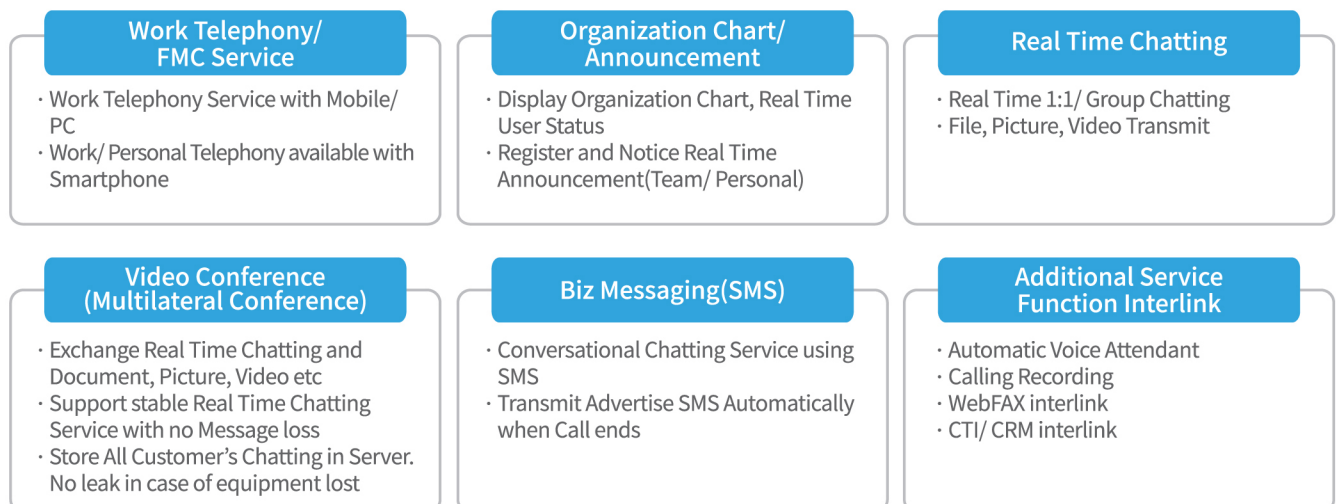 Work Telephony/
FMC Service
· Work Telephony Service with Mobile/
PC
· Work/ Personal Telephony available with
Smartphone
Organization Chart/
Announcement
· Display Organization Chart, Real Time
User Status
· Register and Notice Real Time
Announcement(Team/ Personal)
Real Time Chatting
· Real Time 1:1/ Group Chatting
· File, Picture, Video Transmit
Video Conference
(Multilateral Conference)
· Exchange Real Time Chatting and
Document, Picture, Video etc
· Support stable Real Time Chatting
Service with no Message loss
· Store All Customer's Chatting in Server.
No leak in case of equipment lost
Biz Messaging(SMS)
· Conversational Chatting Service using
SMS
· Transmit Advertise SMS Automatically
when Call ends
Additional Service
Function Interlink
· Automatic Voice Attendant
· Calling Recording
· WebFAX interlink
· CTI/ CRM interlink